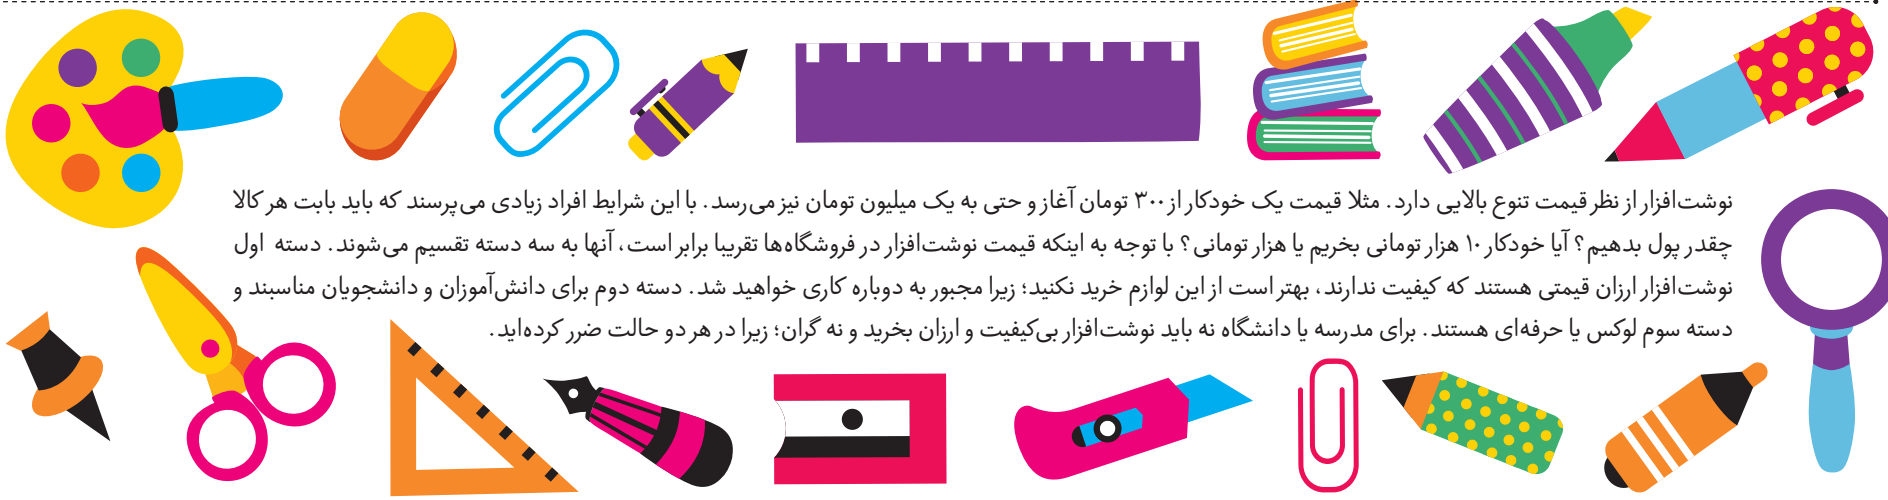 نوشت‌افزار از نظر قیمت تنوع بالایی دارد. مثلا قیمت یک خودکار از ۳۰۰ تومان آغاز و حتی به یک میلیون تومان نیز می‌رسد. با این شرایط افراد زیادی می‌پرسند که باید بابت هر کالا
چقدر پول بدهیم؟ آیا خودکار ۱۰ هزار تومانی بخریم یا هزار تومانی؟ با توجه به اینکه قیمت نوشت‌افزار در فروشگاه‌ها تقریبا برابر است، آنها به سه دسته تقسیم می‌شوند. دسته اول
نوشت‌افزار ارزان قیمتی هستند که کیفیت ندارند، بهتر است از این لوازم خرید نکنید؛ زیرا مجبور به دوباره کاری خواهید شد. دسته دوم برای دانش‌آموزان و دانشجویان مناسبند و
دسته سوم لوکس یا حرفه‌ای هستند. برای مدرسه یا دانشگاه نه باید نوشت‌افزار بی‌کیفیت و ارزان بخرید و نه گران؛ زیرا در هر دو حالت ضرر کرده‌اید.